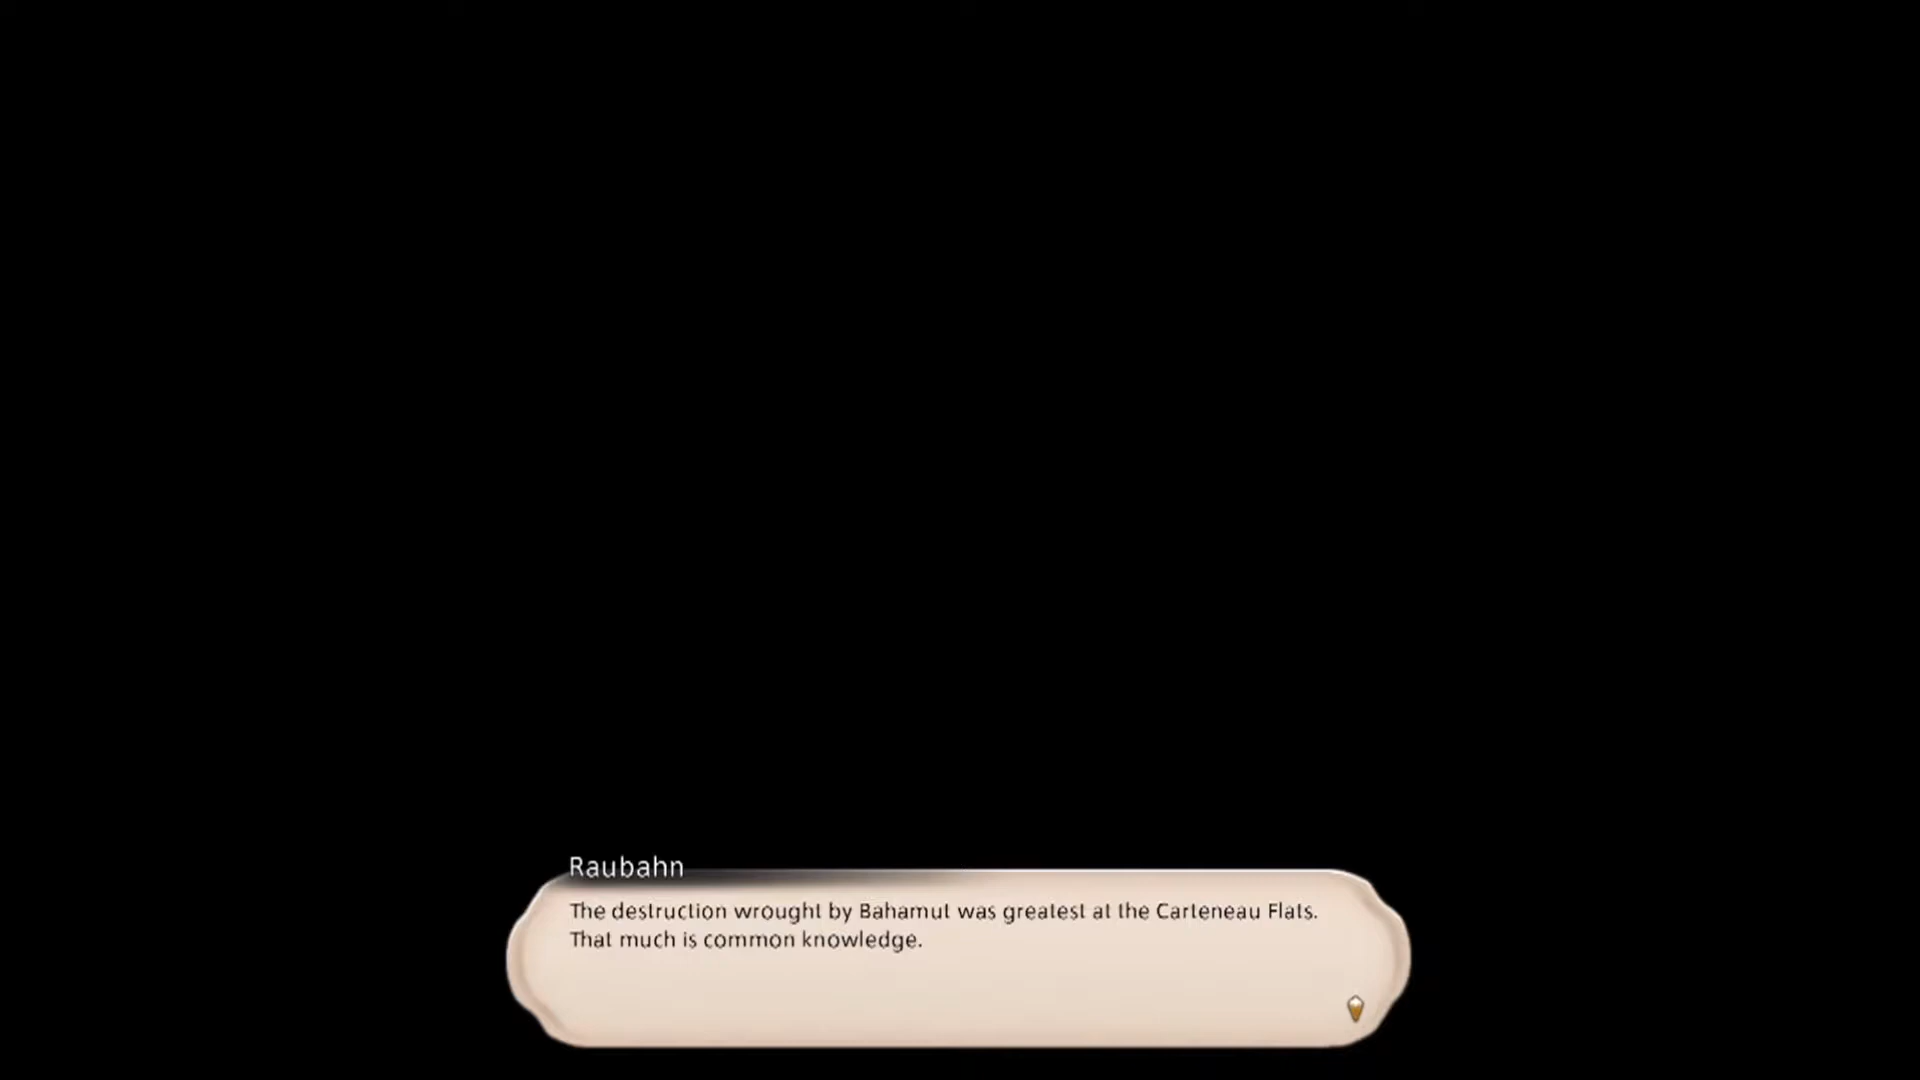 Raubahn
The destruction wrought by Bahamut was greatest at the Carteneau Flats.
That much is common knowledge.